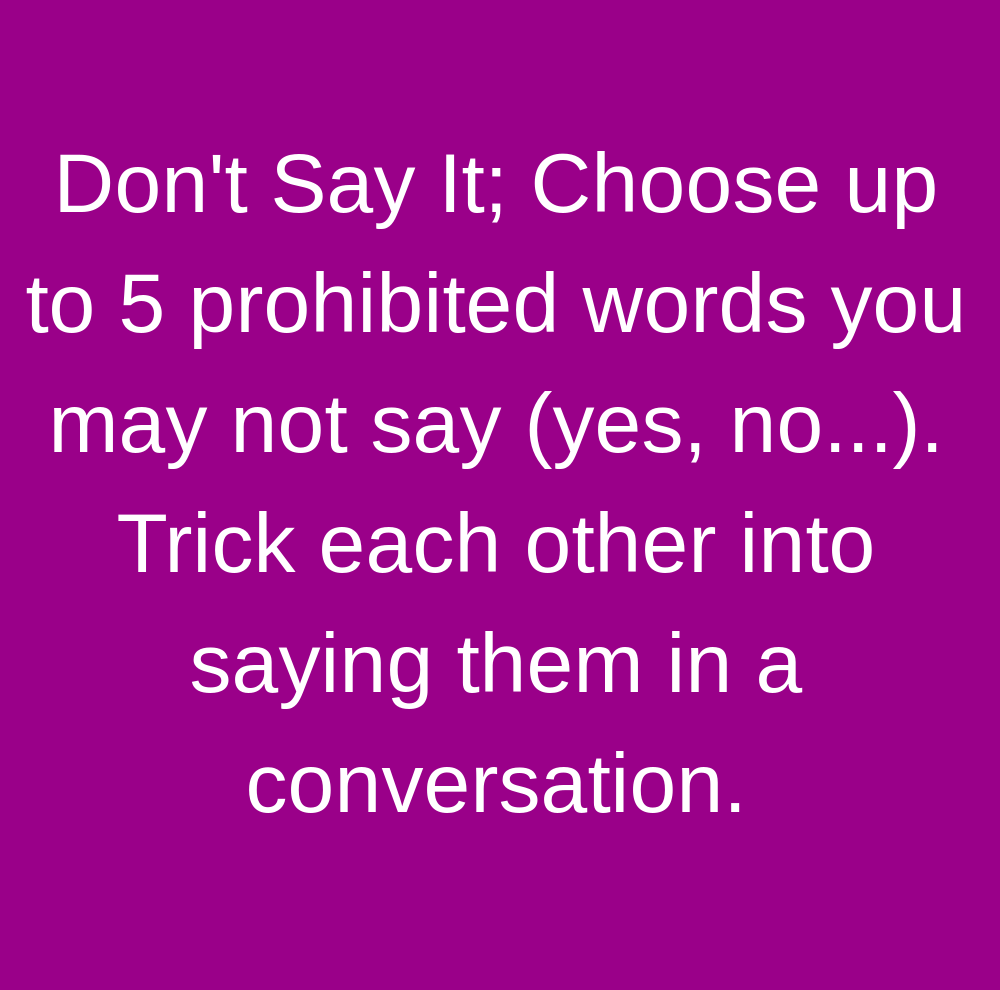 Don't Say It; Choose up
to 5 prohibited words you
may not say (yes, no...).
Trick each other into
saying them in a
conversation.